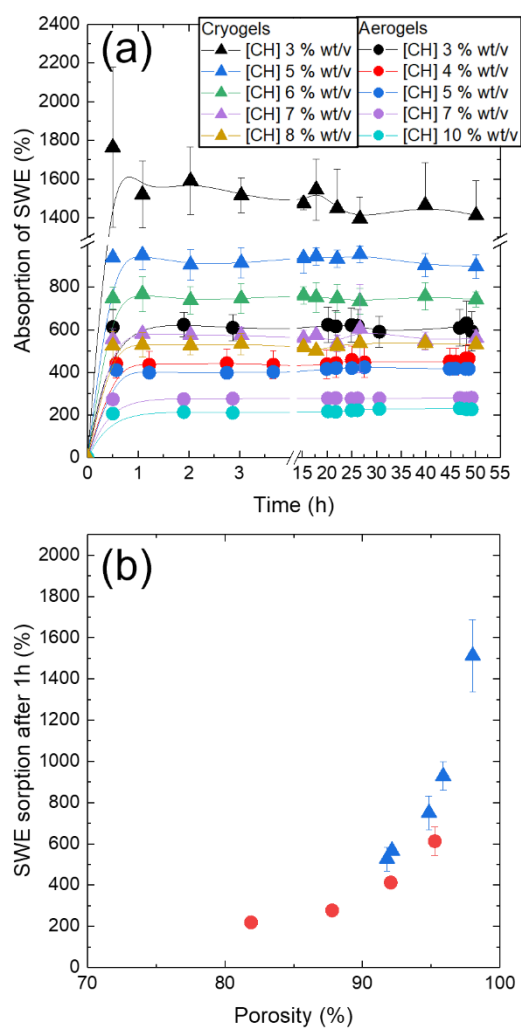 (a)
Cryogels
[CH] 3 % wt/v
[CH] 5 % wt/v
[CH] 6 % wt/v
[CH] 7 % wt/v
[CH] 8 % wt/v
Aerogels
[CH] 3 % wt/v
[CH] 4 % wt/v
[CH] 5 % wt/v
[CH] 7 % wt/v
[CH] 10 % wt/v
Absoprtion of SWE (%)
2400
2200
2000
1800
1600
1400
800
600
400
200
0
0 1 2 3 15 20 25 30 35 40 45 50 55
Time (h)
(b)
SWE sorption after 1h (%)
2000
1800
1600
1400
1200
1000
800
600
400
200
0
70 80 90 100
Porosity (%)